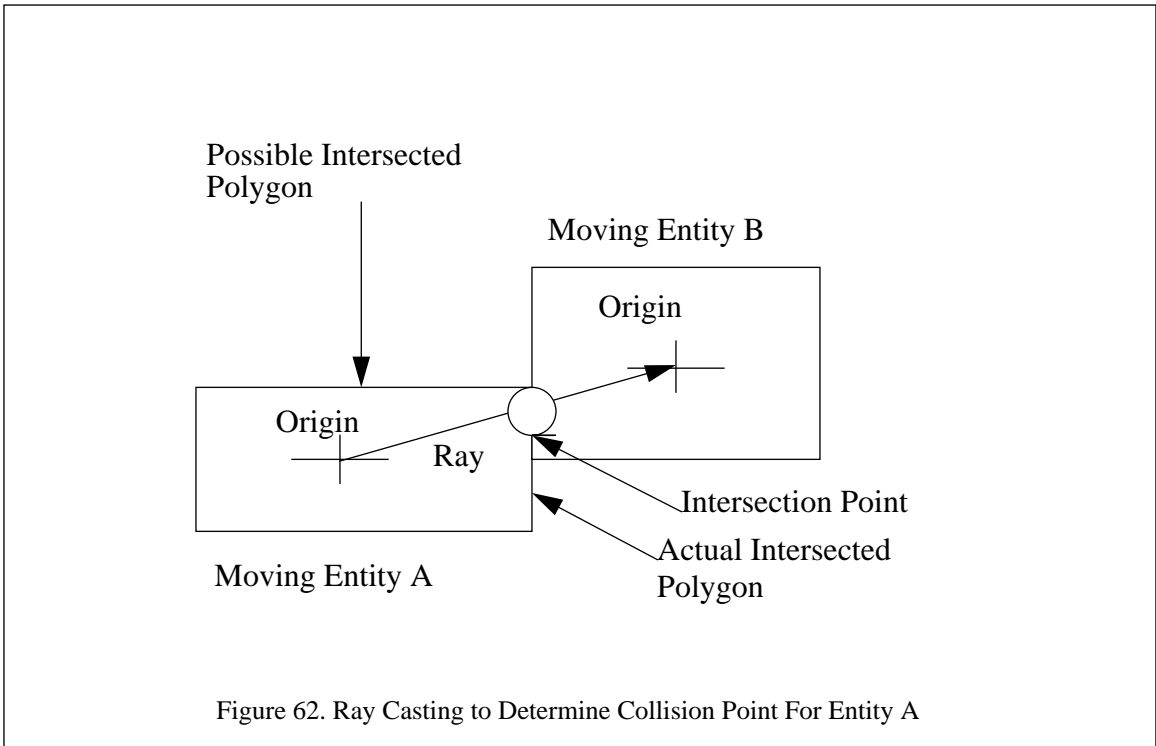 Possible Intersected
Polygon
Moving Entity B
Origin
Origin
Ray
Intersection Point
Actual Intersected
Polygon
Moving Entity A
Figure 62. Ray Casting to Determine Collision Point For Entity A